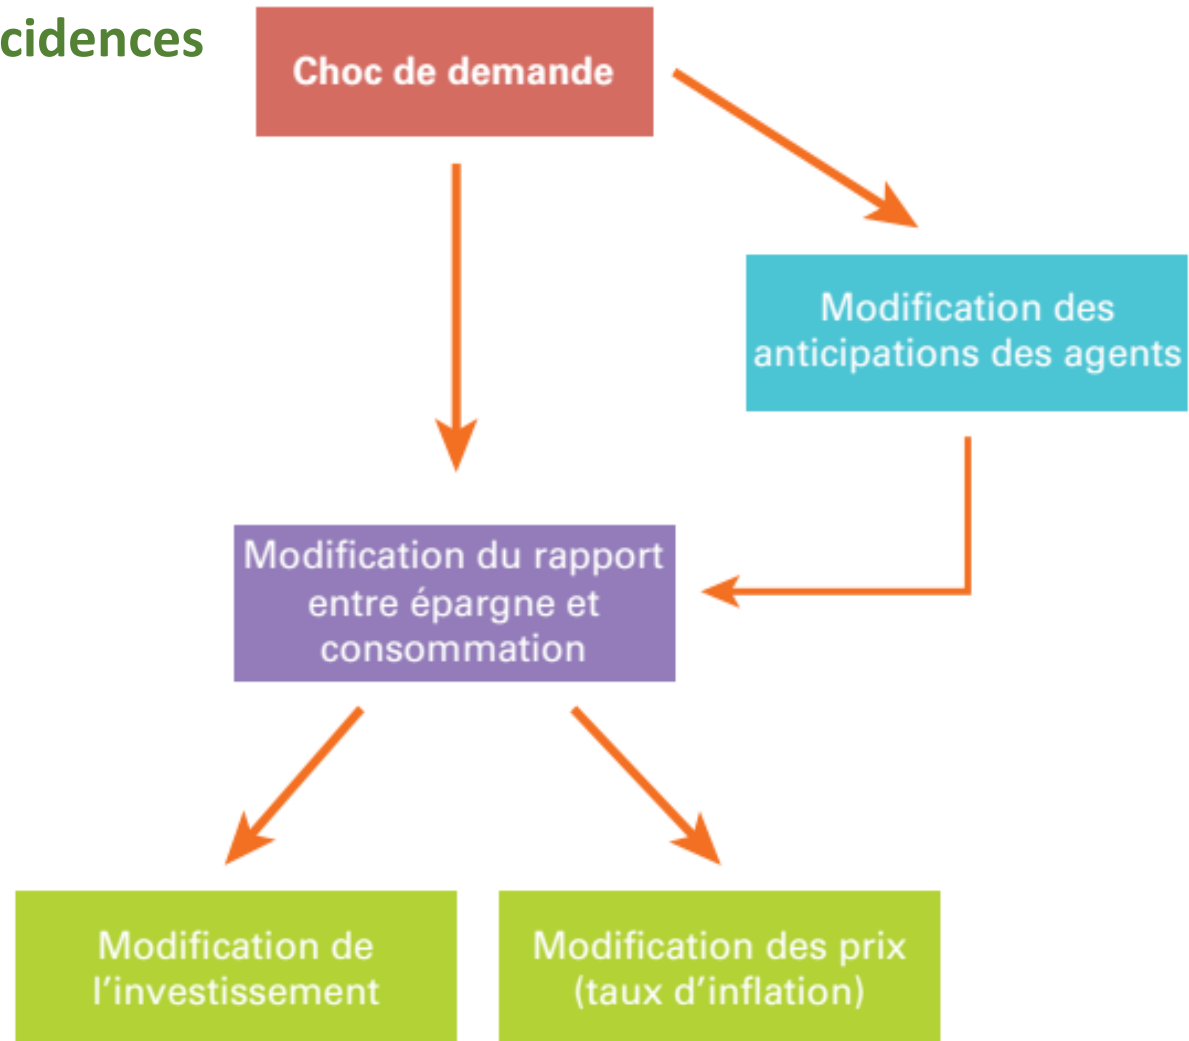 cidences
Choc de demande
Modification des
anticipations des agents
Modification du rapport
entre épargne et
consommation
Modification de
l’investissement
Modification des prix
(taux d’inflation)